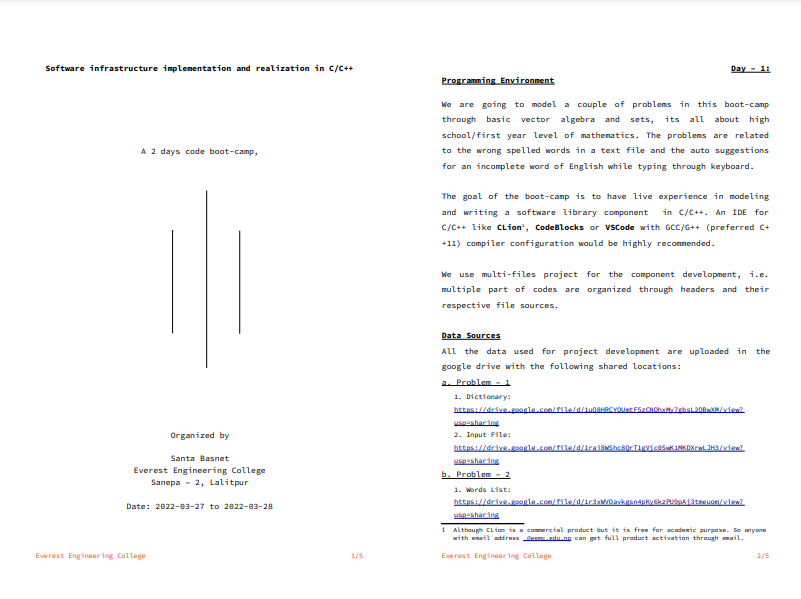 Software infrastructure implementation and realization in C/C++
A 2 days code boot-camp,
Organized by
Santa Basnet
Everest Engineering College
Sanepa – 2, Lalitpur
Date: 2022-03-27 to 2022-03-28
Everest Engineering College 1/5
Day – 1:
Programming Environment
We are going to model a couple of problems in this boot-camp
through basic vector algebra and sets, its all about high
school/first year level of mathematics. The problems are related
to the wrong spelled words in a text file and the auto suggestions
for an incomplete word of English while typing through keyboard.
The goal of the boot-camp is to have live experience in modeling
and writing a software library component in C/C++. An IDE for
C/C++ like CLion¹, CodeBlocks or VSCode with GCC/G++ (preferred C+
+11) compiler configuration would be highly recommended.
We use multi-files project for the component development, i.e.
multiple part of codes are organized through headers and their
respective file sources.
Data Sources
All the data used for project development are uploaded in the
google drive with the following shared locations:
a. Problem – 1
1. Dictionary:
https://drive.google.com/file/d/1uO8HRCYOUmtF5zCNOhxMy7gbsL2OBwXM/view?
usp=sharing
2. Input File:
https://drive.google.com/file/d/1rai8WShc8QrT1gVjc0SwK1MKDXrwLJH3/view?
usp=sharing
b. Problem – 2
1. Words List:
https://drive.google.com/file/d/1r3xWVOavkgsn4pKy6kzPU9pAj3tmeuom/view?
usp=sharing
1 Although CLion is a commercial product but it is free for academic purpose. So anyone
with email address @eemc.edu.np can get full product activation through email.
Everest Engineering College 2/5